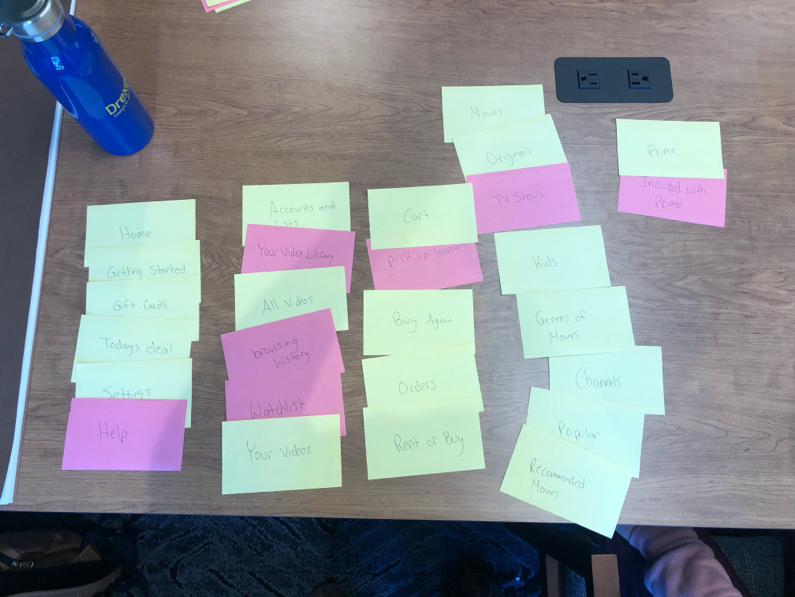 Drexel
Home
Getting Started
Gift Cards
Todays deal
Settings
Help
Accounts and
Lists
Your Video Library
All Videos
browsing
history
Watchlist
Your Videos
Cart
pick up location
Buy Again
Orders
Rent or Buy
Movies
Originals
TV Shows
Kids
Genres of
Movies
Channels
Popular
Recommended
Movies
Prime
Included with
Prime